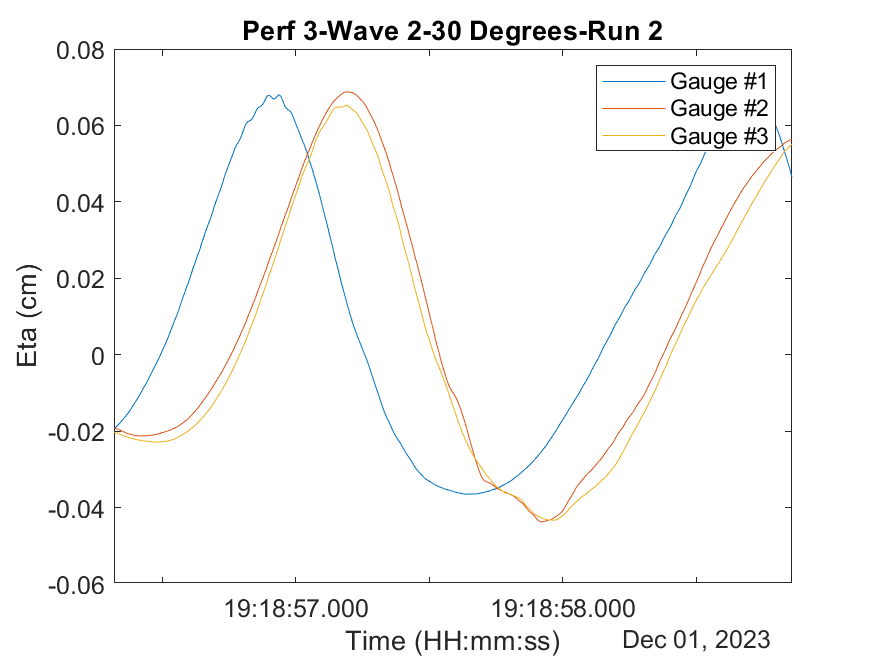 Perf 3-Wave 2-30 Degrees-Run 2
0.08
0.06
0.04
0.02
0
-0.02
-0.04
-0.06
Eta (cm)
Gauge #1
Gauge #2
Gauge #3
19:18:57.000
19:18:58.000
Time (HH:mm:ss)
Dec 01, 2023